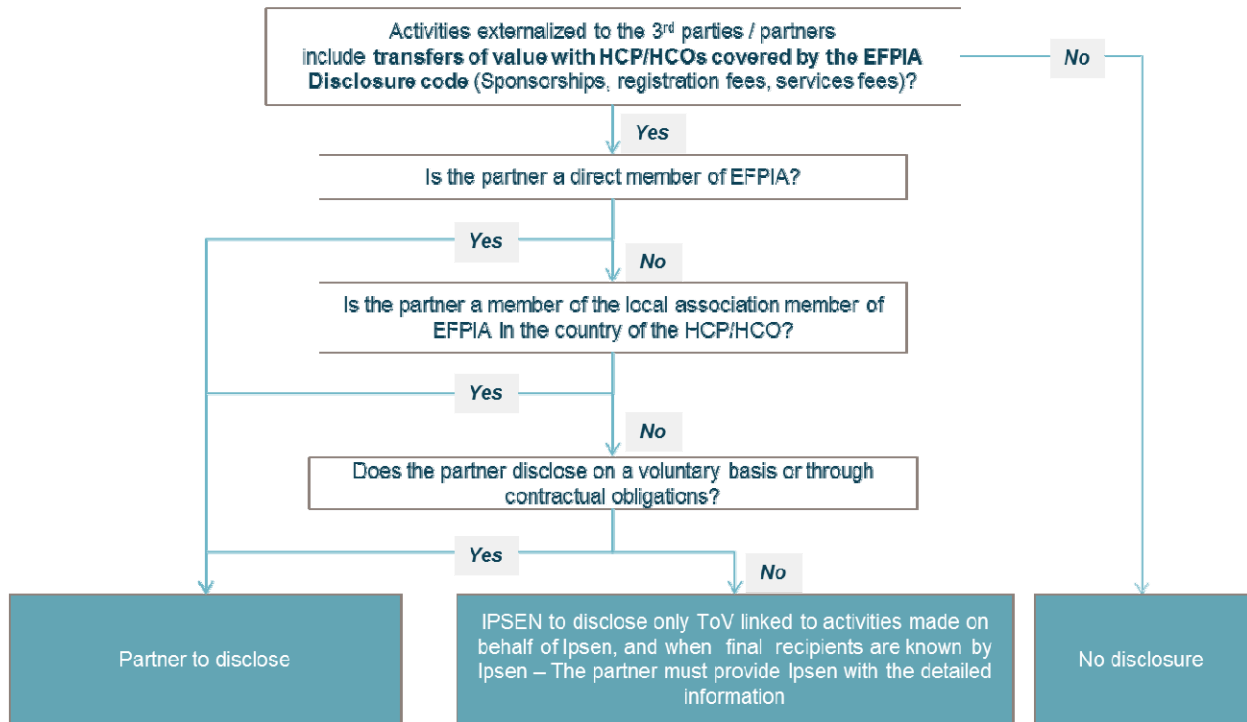 Activities externalized to the 3rd parties / partners
include transfers of value with HCP/HCOs covered by the EFPIA
Disclosure code (Sponsorships, registration fees, services fees)?
No
Yes
Is the partner a direct member of EFPIA?
Yes
No
Is the partner a member of the local association member of
EFPIA in the country of the HCP/HCO?
Yes
No
Does the partner disclose on a voluntary basis or through
contractual obligations?
Yes
No
Partner to disclose
IPSEN to disclose only ToV linked to activities made on
behalf of Ipsen, and when final recipients are known by
Ipsen – The partner must provide Ipsen with the detailed
information
No disclosure